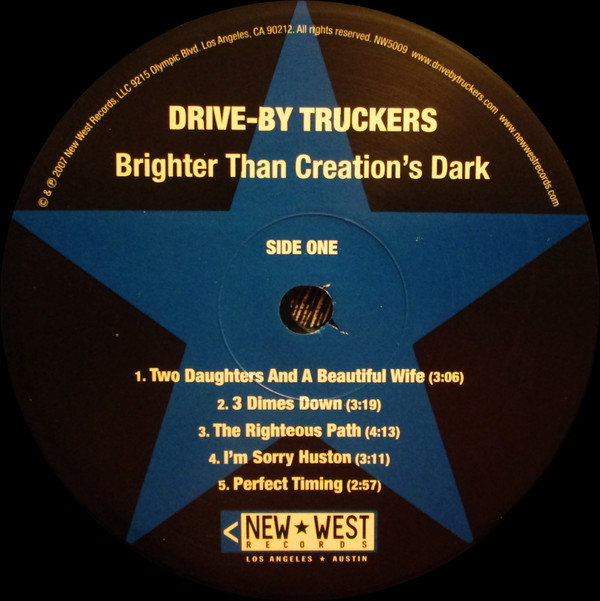 © & ℗ 2007 New West Records, LLC 9215 Olympic Blvd. Los Angeles, CA 90212. All rights reserved. NW5009 www.drivebytruckers.com www.newwestrecords.com
DRIVE-BY TRUCKERS
Brighter Than Creation's Dark
SIDE ONE
1. Two Daughters And A Beautiful Wife (3:06)
2. 3 Dimes Down (3:19)
3. The Righteous Path (4:13)
4. I'm Sorry Huston (3:11)
5. Perfect Timing (2:57)
< NEW ★ WEST
RECORDS
LOS ANGELES ★ AUSTIN